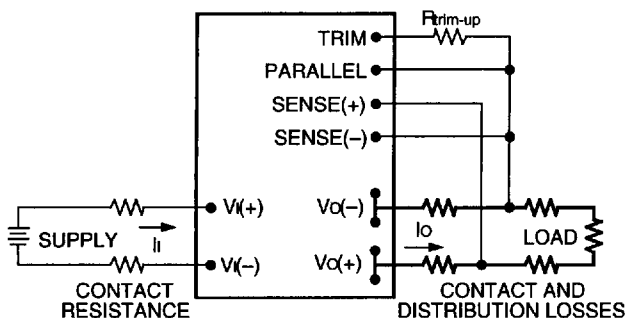 TRIM
Rtrim-up
PARALLEL
SENSE(+)
SENSE(–)
VI(+)
VO(–)
SUPPLY
II
IO
LOAD
VI(–)
VO(+)
CONTACT
RESISTANCE
CONTACT AND
DISTRIBUTION LOSSES